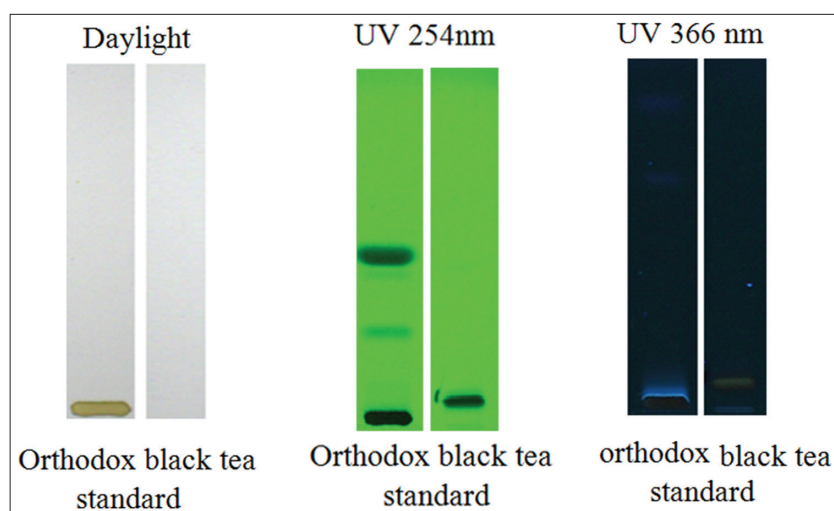 Daylight
UV 254nm
UV 366 nm
Orthodox black tea
standard
Orthodox black tea
standard
orthodox black tea
standard